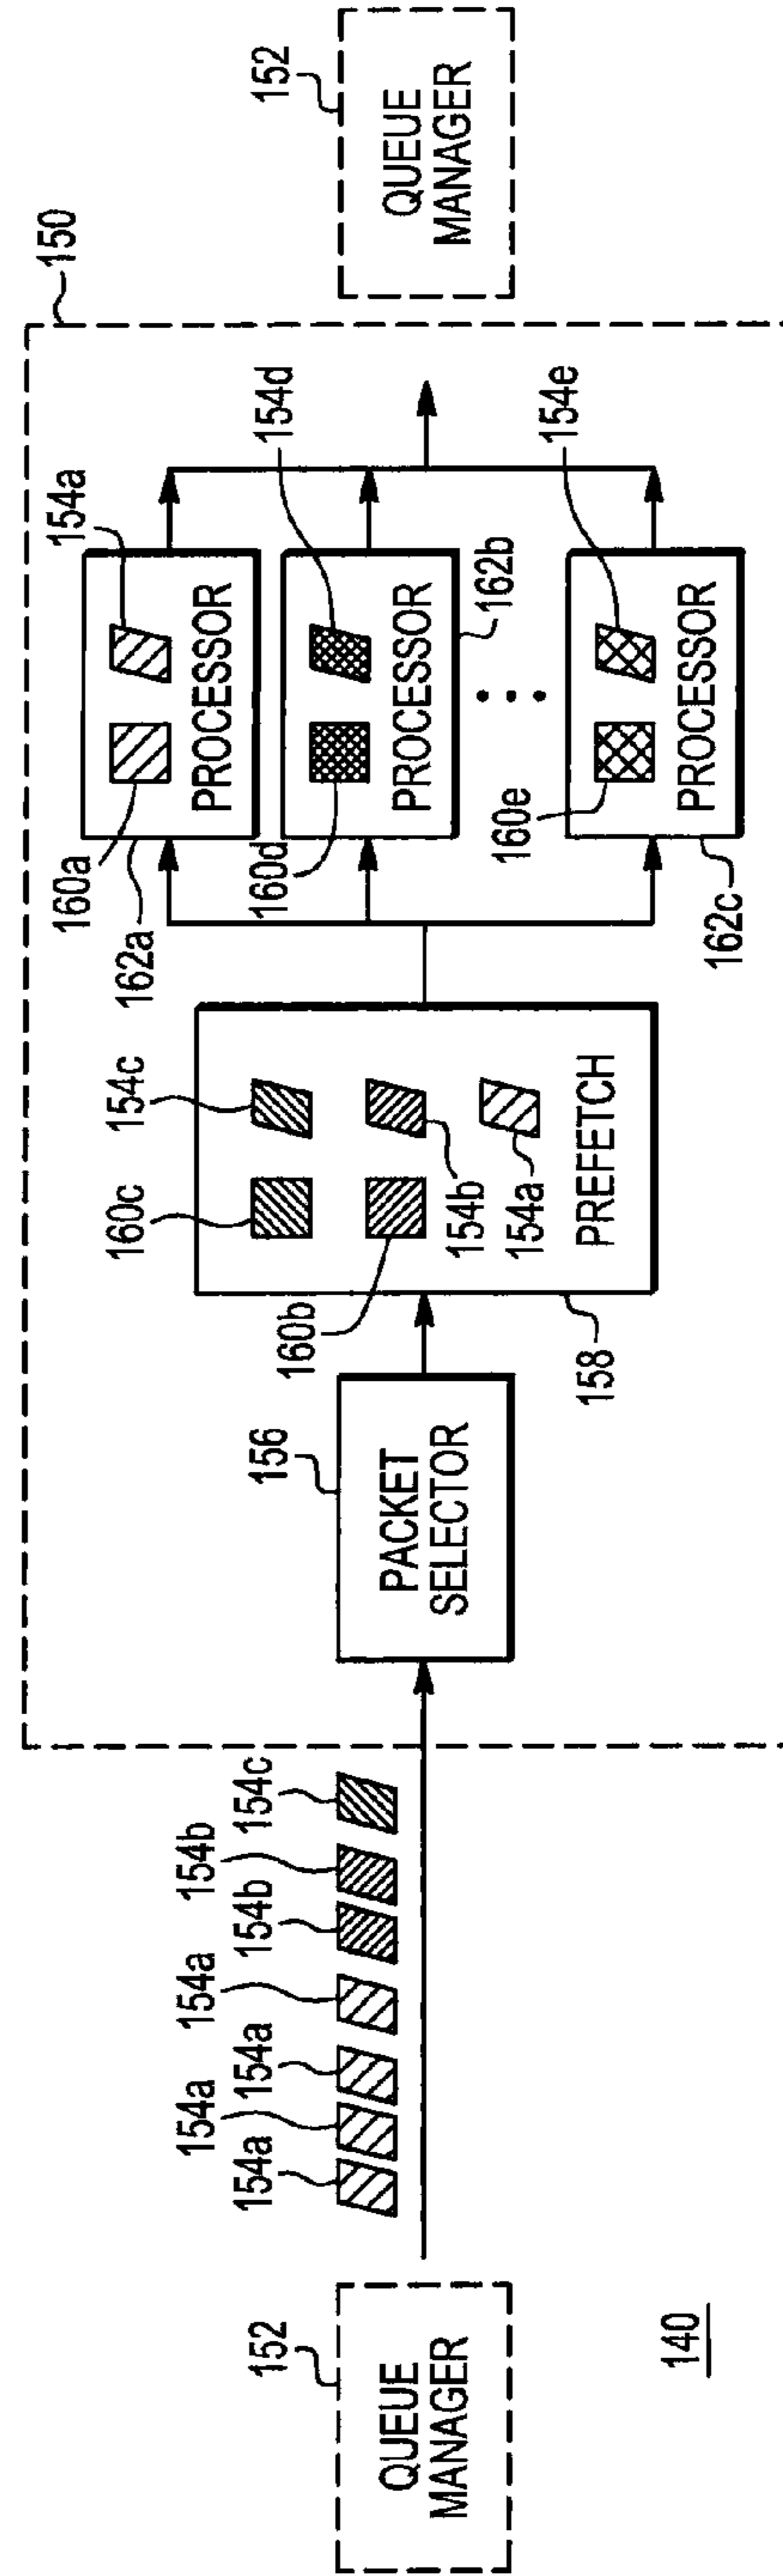 140
152
QUEUE
MANAGER
154a
154a
154a
154a
154b
154b
154c
150
156
PACKET
SELECTOR
158
PREFETCH
160c
154c
160b
154b
154a
162a
160a
154a
PROCESSOR
160d
154d
PROCESSOR
162b
160e
154e
PROCESSOR
162c
152
QUEUE
MANAGER